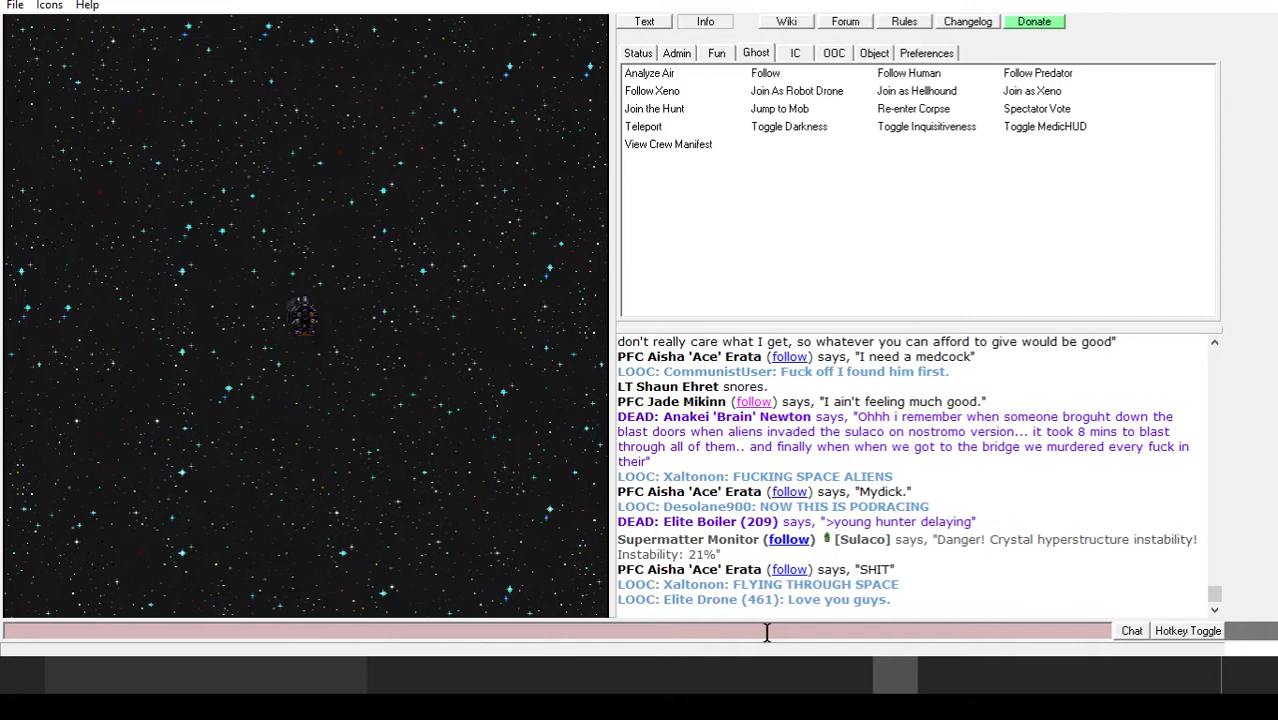 File Icons Help
Text Info Wiki Forum Rules Changelog Donate
Status Admin Fun Ghost IC OOC Object Preferences
Analyze Air Follow Follow Human Follow Predator
Follow Xeno Join As Robot Drone Join as Hellhound Join as Xeno
Join the Hunt Jump to Mob Re-enter Corpse Spectator Vote
Teleport Toggle Darkness Toggle Inquisitiveness Toggle MedicHUD
View Crew Manifest
don't really care what I get, so whatever you can afford to give would be good"
PFC Aisha 'Ace' Erata (follow) says, "I need a medcock"
LOOC: CommunistUser: Fuck off I found him first.
LT Shaun Ehret snores.
PFC Jade Mikinn (follow) says, "I ain't feeling much good."
DEAD: Anakei 'Brain' Newton says, "Ohhh i remember when someone broguht down the
blast doors when aliens invaded the sulaco on nostromo version... it took 8 mins to blast
through all of them.. and finally when when we got to the bridge we murdered every fuck in
their"
LOOC: Xaltonon: FUCKING SPACE ALIENS
PFC Aisha 'Ace' Erata (follow) says, "Mydick."
LOOC: Desolane900: NOW THIS IS PODRACING
DEAD: Elite Boiler (209) says, ">young hunter delaying"
Supermatter Monitor (follow) [Sulaco] says, "Danger! Crystal hyperstructure instability!
Instability: 21%"
PFC Aisha 'Ace' Erata (follow) says, "SHIT"
LOOC: Xaltonon: FLYING THROUGH SPACE
LOOC: Elite Drone (461): Love you guys.
Chat Hotkey Toggle